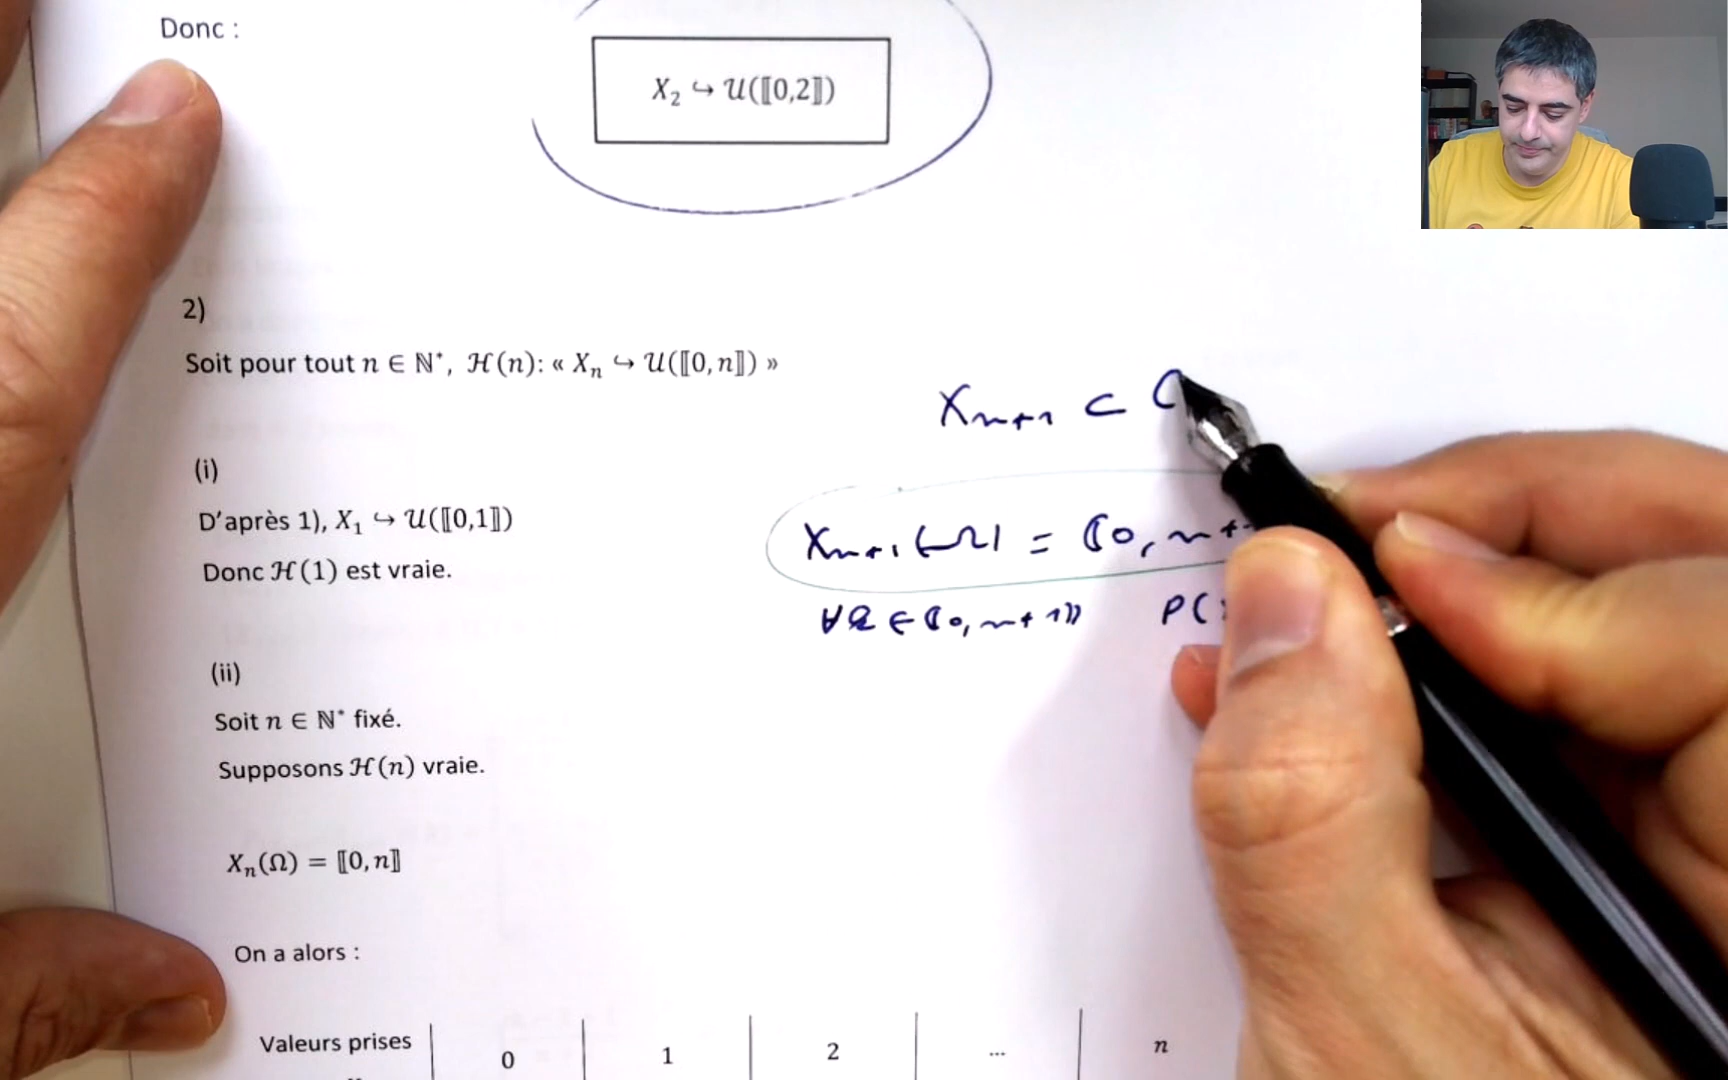 Donc :
X₂ ↪ 𝒰(⟦0,2⟧)
2)
Soit pour tout n ∈ ℕ*, ℋ(n): « Xₙ ↪ 𝒰(⟦0,n⟧) »
Xₙ₊₁ ⊂
(i)
D'après 1), X₁ ↪ 𝒰(⟦0,1⟧)
Xₙ₊₁(Ω) = ⟦0, n+
Donc ℋ(1) est vraie.
∀k ∈ ⟦0, n+1⟧ P(
(ii)
Soit n ∈ ℕ* fixé.
Supposons ℋ(n) vraie.
Xₙ(Ω) = ⟦0,n⟧
On a alors :
Valeurs prises 0 1 2 ... n